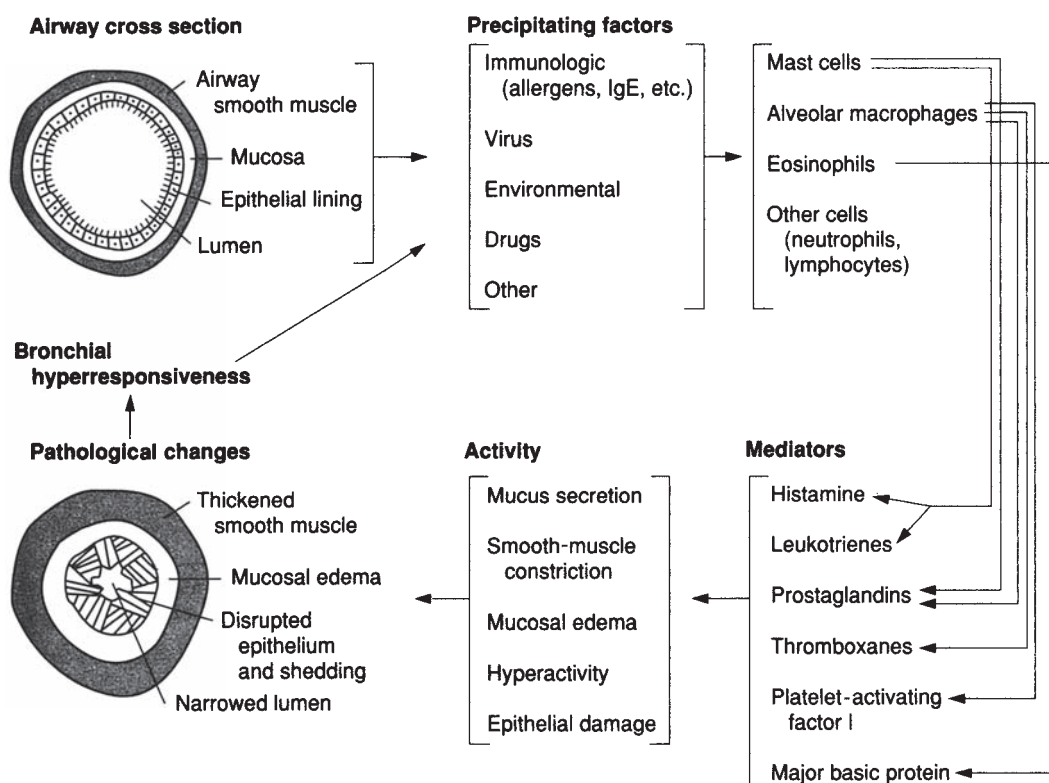 Airway cross section
Airway
smooth muscle
Mucosa
Epithelial lining
Lumen
Precipitating factors
Immunologic
(allergens, IgE, etc.)
Virus
Environmental
Drugs
Other
Mast cells
Alveolar macrophages
Eosinophils
Other cells
(neutrophils,
lymphocytes)
Bronchial
hyperresponsiveness
Pathological changes
Thickened
smooth muscle
Mucosal edema
Disrupted
epithelium
and shedding
Narrowed lumen
Activity
Mucus secretion
Smooth-muscle
constriction
Mucosal edema
Hyperactivity
Epithelial damage
Mediators
Histamine
Leukotrienes
Prostaglandins
Thromboxanes
Platelet-activating
factor I
Major basic protein